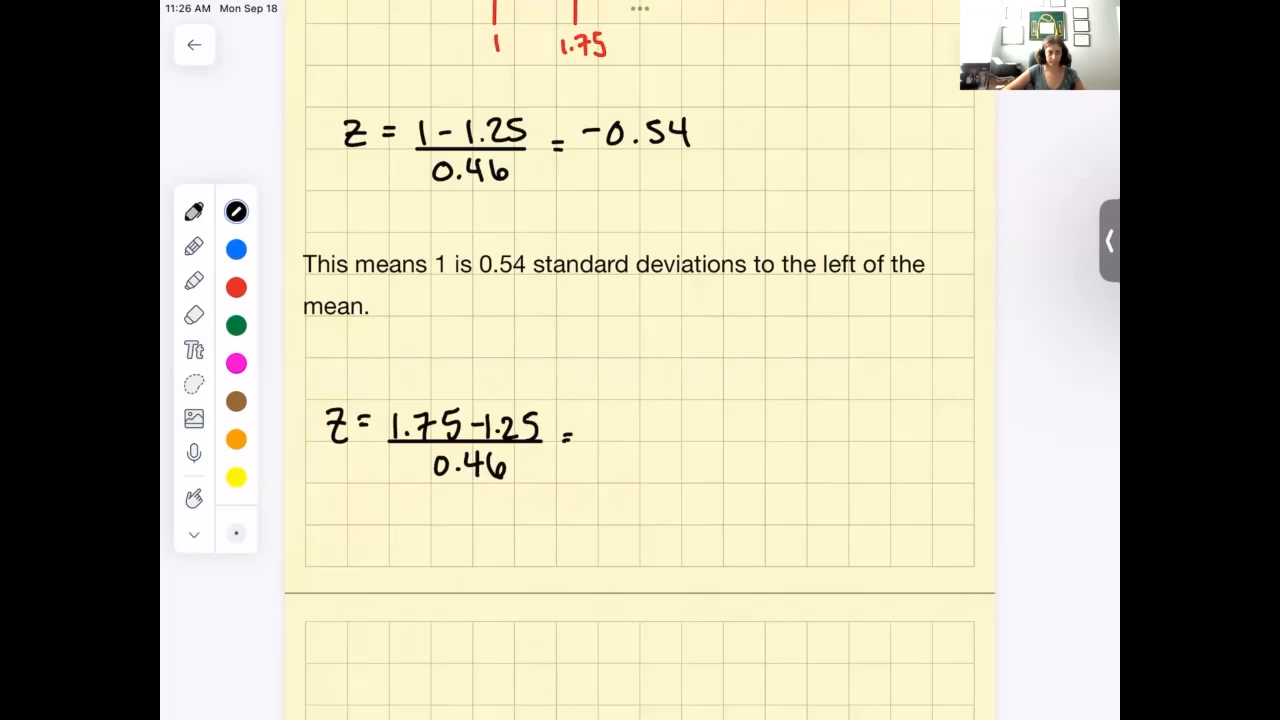 11:26 AM Mon Sep 18
1 1.75
z = 1 - 1.25 = -0.54
0.46
This means 1 is 0.54 standard deviations to the left of the
mean.
z = 1.75 - 1.25 =
0.46
Tt